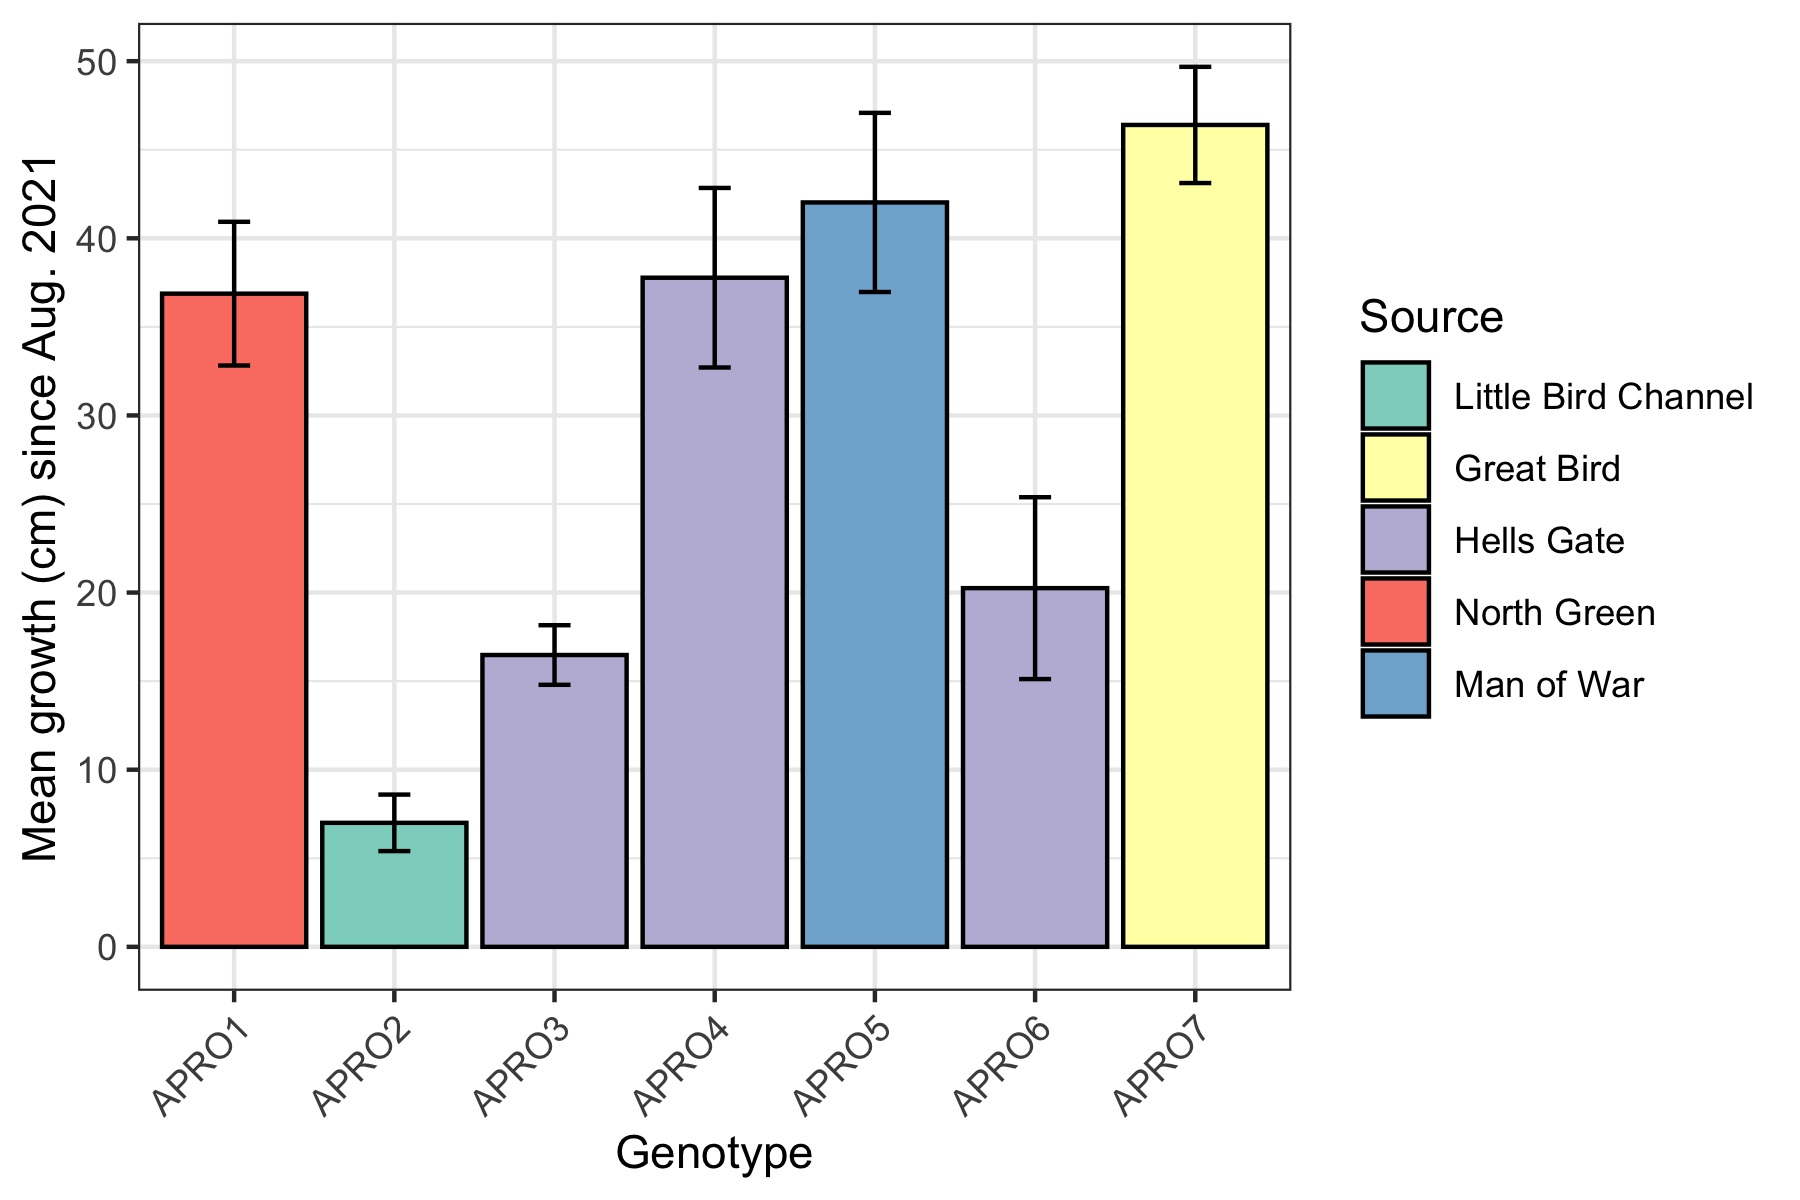 Mean growth (cm) since Aug. 2021
50
40
30
20
10
0
APRO1
APRO2
APRO3
APRO4
APRO5
APRO6
APRO7
Genotype
Source
Little Bird Channel
Great Bird
Hells Gate
North Green
Man of War